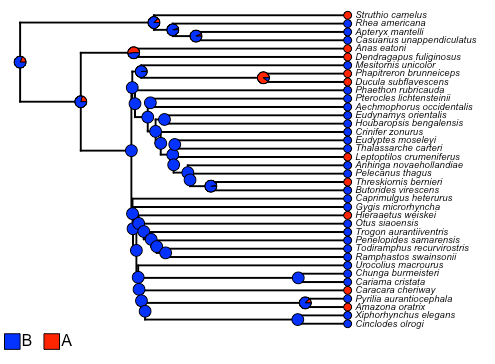 Struthio camelus
Rhea americana
Apteryx mantelli
Casuarius unappendiculatus
Anas eatoni
Dendragapus fuliginosus
Mesitornis unicolor
Phapitreron brunneiceps
Ducula subflavescens
Phaethon rubricauda
Pterocles lichtensteinii
Aechmophorus occidentalis
Eudynamys orientalis
Houbaropsis bengalensis
Crinifer zonurus
Eudyptes moseleyi
Thalassarche carteri
Leptoptilos crumeniferus
Anhinga novaehollandiae
Pelecanus thagus
Threskiornis bernieri
Butorides virescens
Caprimulgus heterurus
Gygis microrhyncha
Hieraaetus weiskei
Otus siaoensis
Trogon aurantiiventris
Penelopides samarensis
Todiramphus recurvirostris
Ramphastos swainsonii
Urocolius macrourus
Chunga burmeisteri
Cariama cristata
Caracara cheriway
Pyrilia aurantiocephala
Amazona oratrix
Xiphorhynchus elegans
Cinclodes olrogi
B A